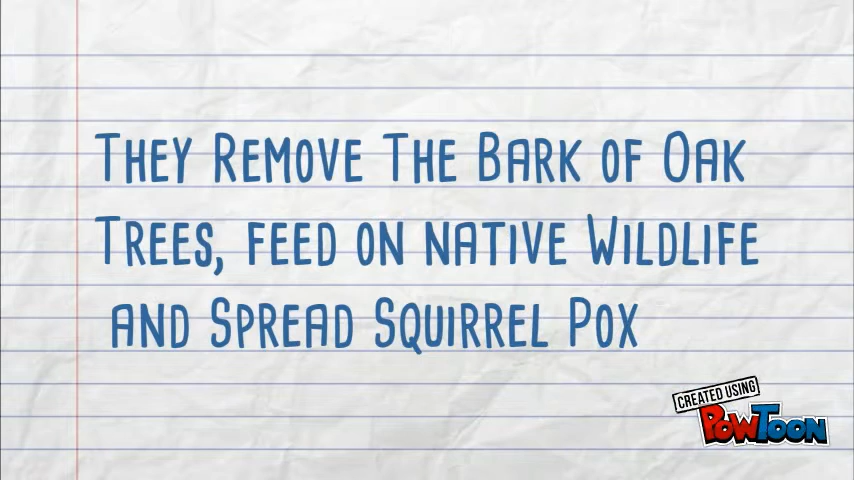 They Remove The Bark of Oak
Trees, feed on native Wildlife
and Spread Squirrel Pox
CREATED USING
POWTOON